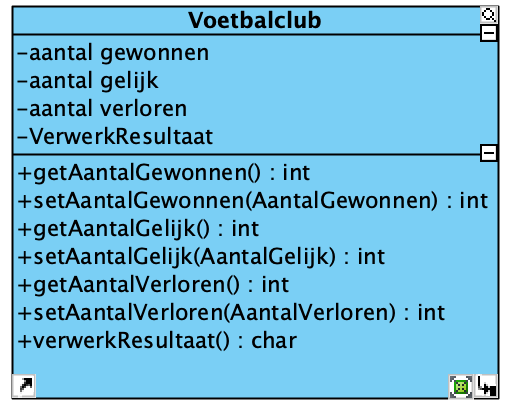 Voetbalclub
-aantal gewonnen
-aantal gelijk
-aantal verloren
-VerwerkResultaat
+getAantalGewonnen() : int
+setAantalGewonnen(AantalGewonnen) : int
+getAantalGelijk() : int
+setAantalGelijk(AantalGelijk) : int
+getAantalVerloren() : int
+setAantalVerloren(AantalVerloren) : int
+verwerkResultaat() : char